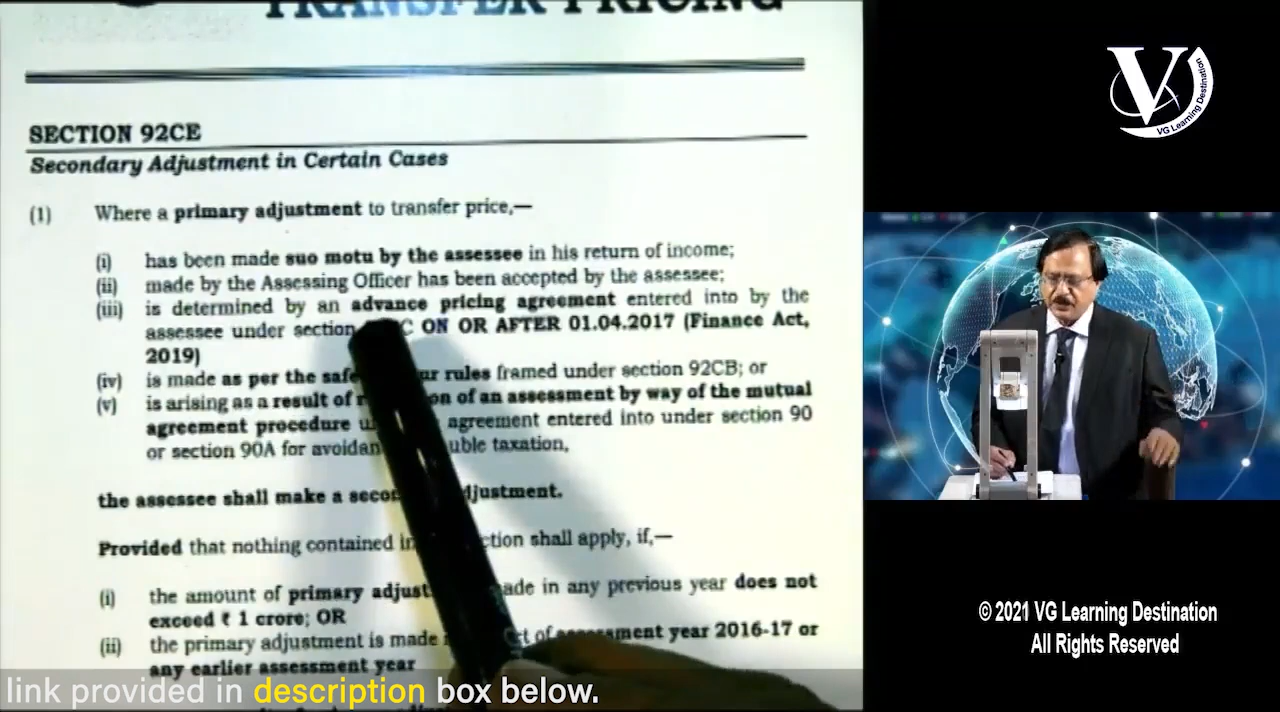 TRANSFER PRICING
SECTION 92CE
Secondary Adjustment in Certain Cases
(1) Where a primary adjustment to transfer price,—
(i) has been made suo motu by the assessee in his return of income;
(ii) made by the Assessing Officer has been accepted by the assessee;
(iii) is determined by an advance pricing agreement entered into by the
assessee under section C ON OR AFTER 01.04.2017 (Finance Act,
2019)
(iv) is made as per the safe ur rules framed under section 92CB; or
(v) is arising as a result of on of an assessment by way of the mutual
agreement procedure agreement entered into under section 90
or section 90A for avoidan uble taxation,
the assessee shall make a secon djustment.
Provided that nothing contained in ction shall apply, if,—
(i) the amount of primary adjust ade in any previous year does not
exceed ₹ 1 crore; OR
(ii) the primary adjustment is made ct of assessment year 2016-17 or
any earlier assessment year
link provided in description box below.
V
VG Learning Destination
© 2021 VG Learning Destination
All Rights Reserved